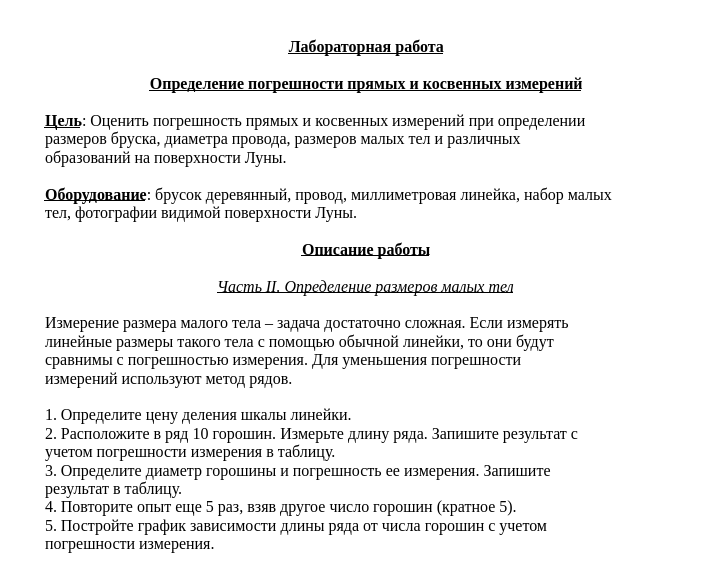 Лабораторная работа
Определение погрешности прямых и косвенных измерений
Цель: Оценить погрешность прямых и косвенных измерений при определении
размеров бруска, диаметра провода, размеров малых тел и различных
образований на поверхности Луны.
Оборудование: брусок деревянный, провод, миллиметровая линейка, набор малых
тел, фотографии видимой поверхности Луны.
Описание работы
Часть II. Определение размеров малых тел
Измерение размера малого тела – задача достаточно сложная. Если измерять
линейные размеры такого тела с помощью обычной линейки, то они будут
сравнимы с погрешностью измерения. Для уменьшения погрешности
измерений используют метод рядов.
1. Определите цену деления шкалы линейки.
2. Расположите в ряд 10 горошин. Измерьте длину ряда. Запишите результат с
учетом погрешности измерения в таблицу.
3. Определите диаметр горошины и погрешность ее измерения. Запишите
результат в таблицу.
4. Повторите опыт еще 5 раз, взяв другое число горошин (кратное 5).
5. Постройте график зависимости длины ряда от числа горошин с учетом
погрешности измерения.